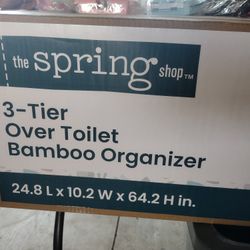 the spring shop™
3-Tier
Over Toilet
Bamboo Organizer
24.8 L x 10.2 W x 64.2 H in.